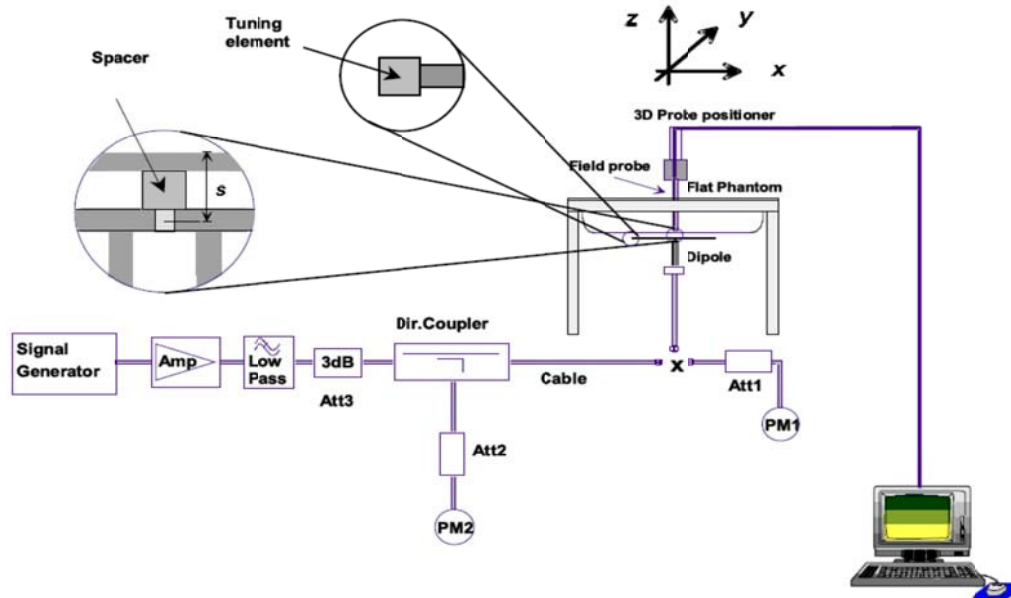 Tuning
element
Spacer
s
z
y
x
3D Probe positioner
Field probe
Flat Phantom
Dipole
Signal
Generator
Amp
Low
Pass
3dB
Att3
Dir.Coupler
Cable
x
Att1
PM1
Att2
PM2